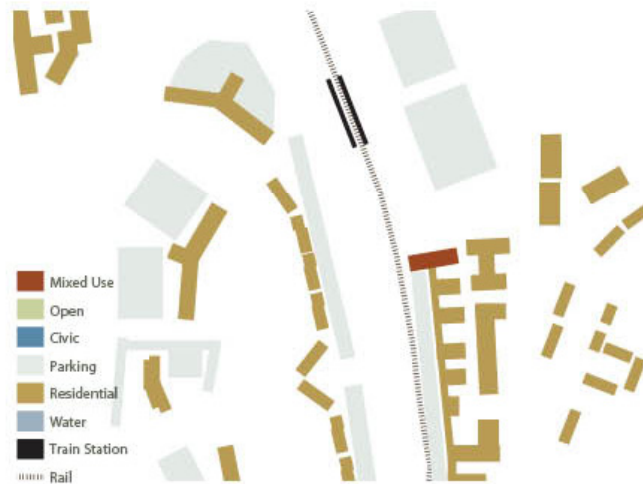 Mixed Use
Open
Civic
Parking
Residential
Water
Train Station
Rail